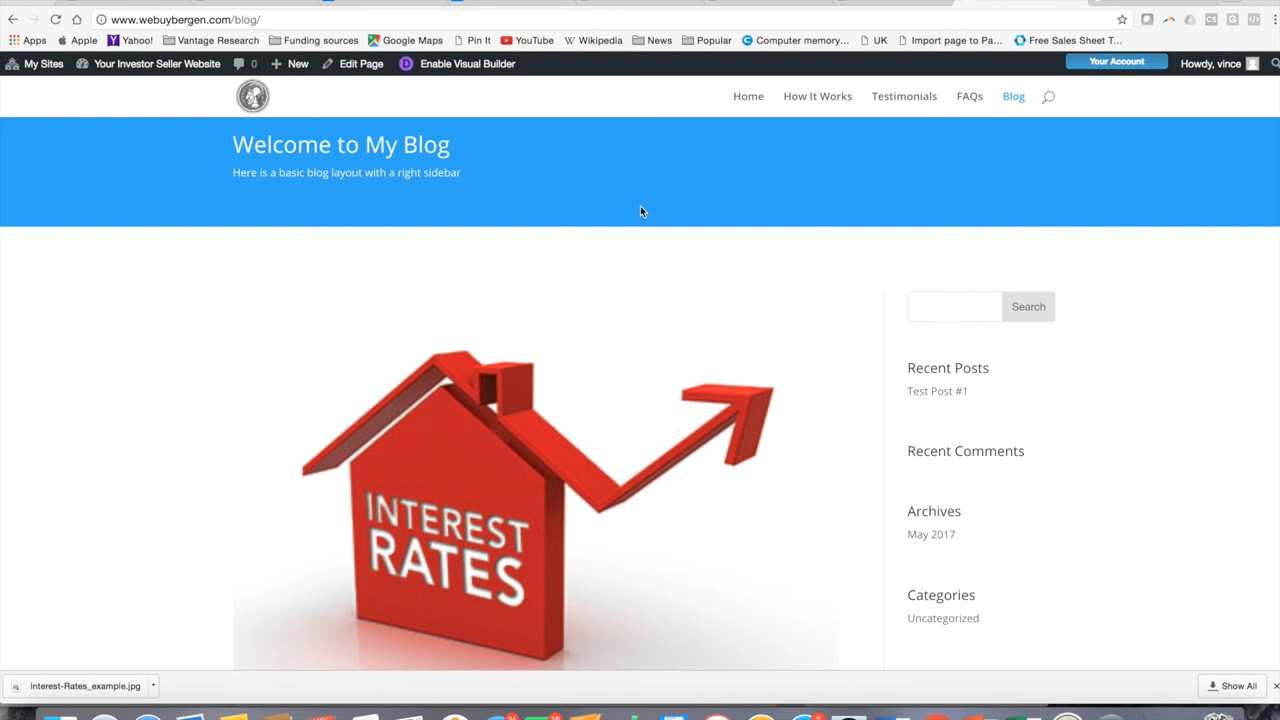 www.webuybergen.com/blog/
Apps Apple Yahoo! Vantage Research Funding sources Google Maps Pin It YouTube Wikipedia News Popular Computer memory... UK Import page to Pa... Free Sales Sheet T...
My Sites Your Investor Seller Website 0 New Edit Page Enable Visual Builder Your Account Howdy, vince
Home How It Works Testimonials FAQs Blog
Welcome to My Blog
Here is a basic blog layout with a right sidebar
Search
Recent Posts
Test Post #1
Recent Comments
Archives
May 2017
Categories
Uncategorized
INTEREST
RATES
Interest-Rates_example.jpg Show All